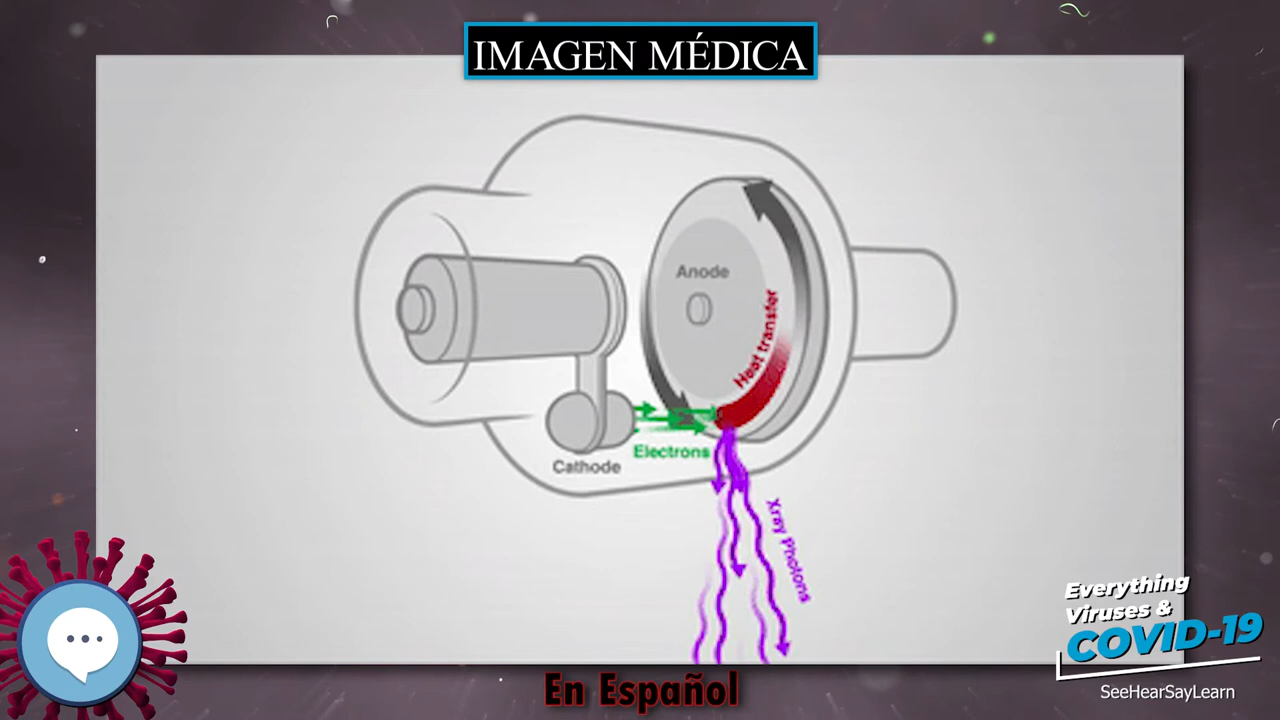 IMAGEN MÉDICA
Anode
Heat transfer
Electrons
Cathode
Xray Photons
Everything
Viruses &
COVID-19
SeeHearSayLearn
En Español